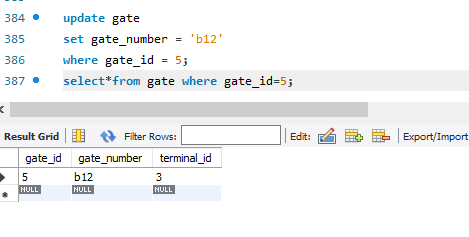 384 update gate
385 set gate_number = 'b12'
386 where gate_id = 5;
387 select*from gate where gate_id=5;
Result Grid Filter Rows: Edit: Export/Import
gate_id gate_number terminal_id
5 b12 3
NULL NULL NULL